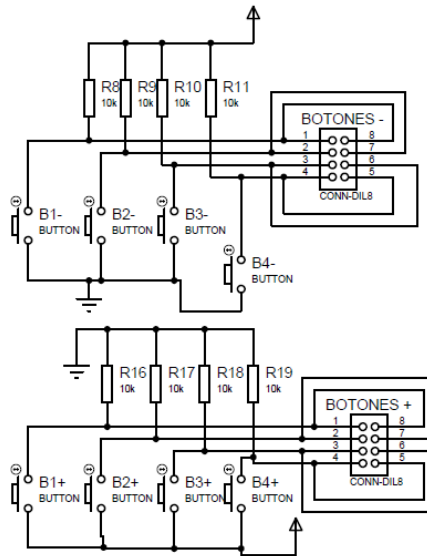 R8 R9 R10 R11
10k 10k 10k 10k
BOTONES -
1 8
2 7
3 6
4 5
CONN-DIL8
B1- B2- B3-
BUTTON BUTTON BUTTON
B4-
BUTTON
R16 R17 R18 R19
10k 10k 10k 10k
BOTONES +
1 8
2 7
3 6
4 5
CONN-DIL8
B1+ B2+ B3+ B4+
BUTTON BUTTON BUTTON BUTTON